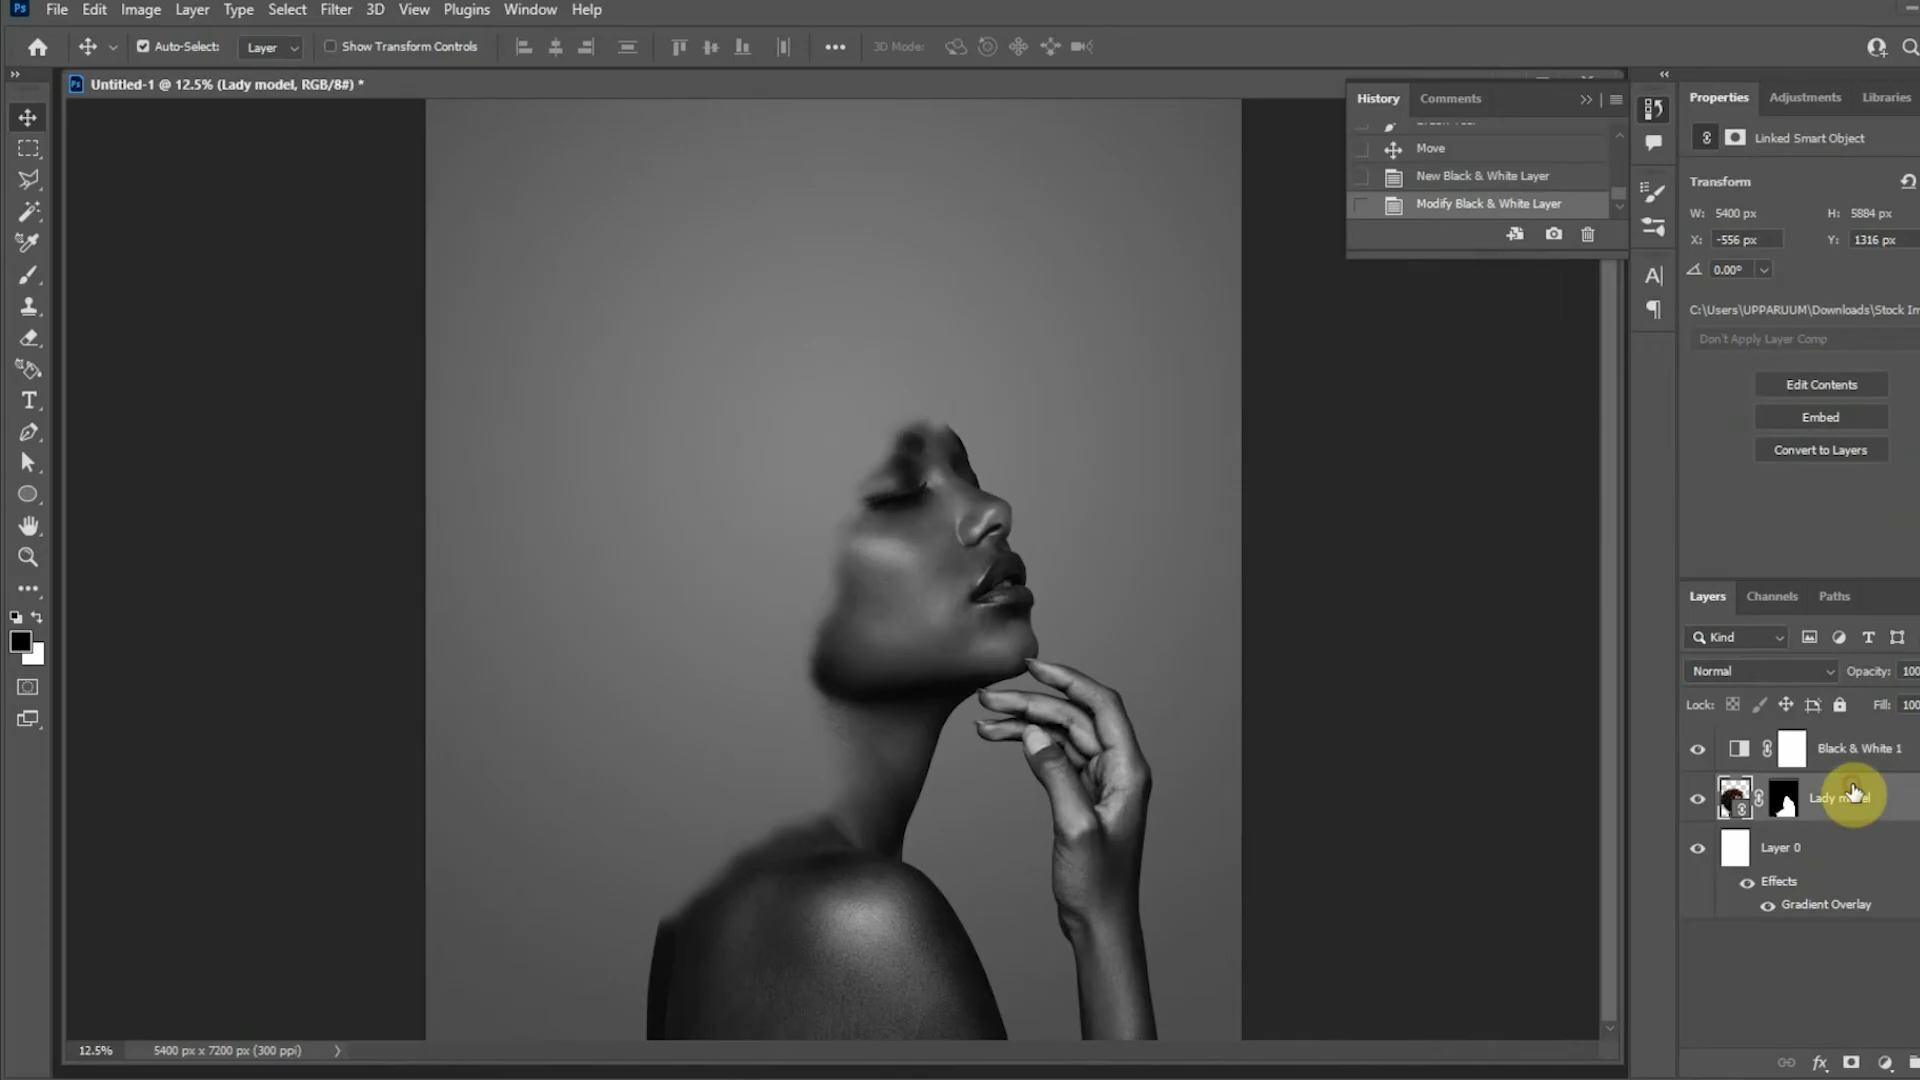 Ps File Edit Image Layer Type Select Filter 3D View Plugins Window Help
Auto-Select: Layer Show Transform Controls 3D Mode:
Ps Untitled-1 @ 12.5% (Lady model, RGB/8#) *
History Comments
Move
New Black & White Layer
Modify Black & White Layer
Properties Adjustments Libraries
Linked Smart Object
Transform
W: 5400 px H: 5884 px
X: -556 px Y: 1316 px
0.00°
C:\Users\UPPARUUM\Downloads\Stock Im
Don't Apply Layer Comp
Edit Contents
Embed
Convert to Layers
Layers Channels Paths
Kind
Normal Opacity: 100
Lock: Fill: 100
Black & White 1
Lady model
Layer 0
Effects
Gradient Overlay
fx
12.5% 5400 px x 7200 px (300 ppi)